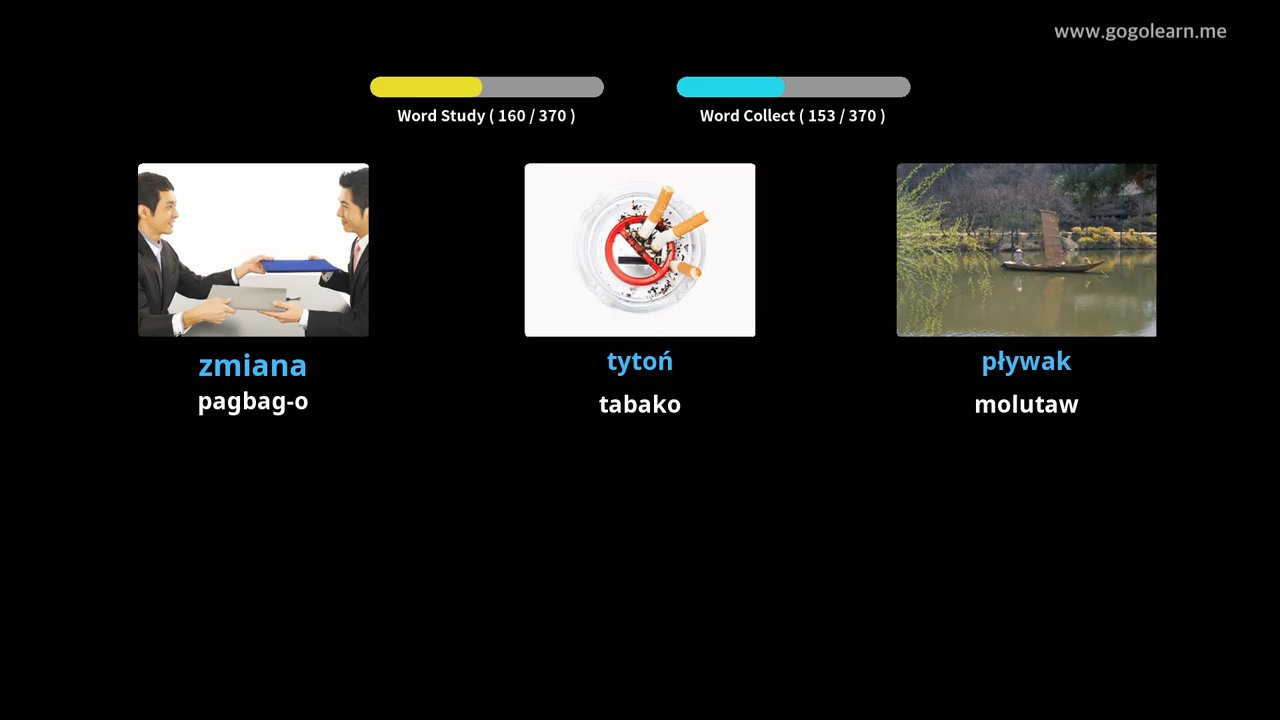 www.gogolearn.me
Word Study ( 160 / 370 )
Word Collect ( 153 / 370 )
zmiana
pagbag-o
tytoń
tabako
pływak
molutaw